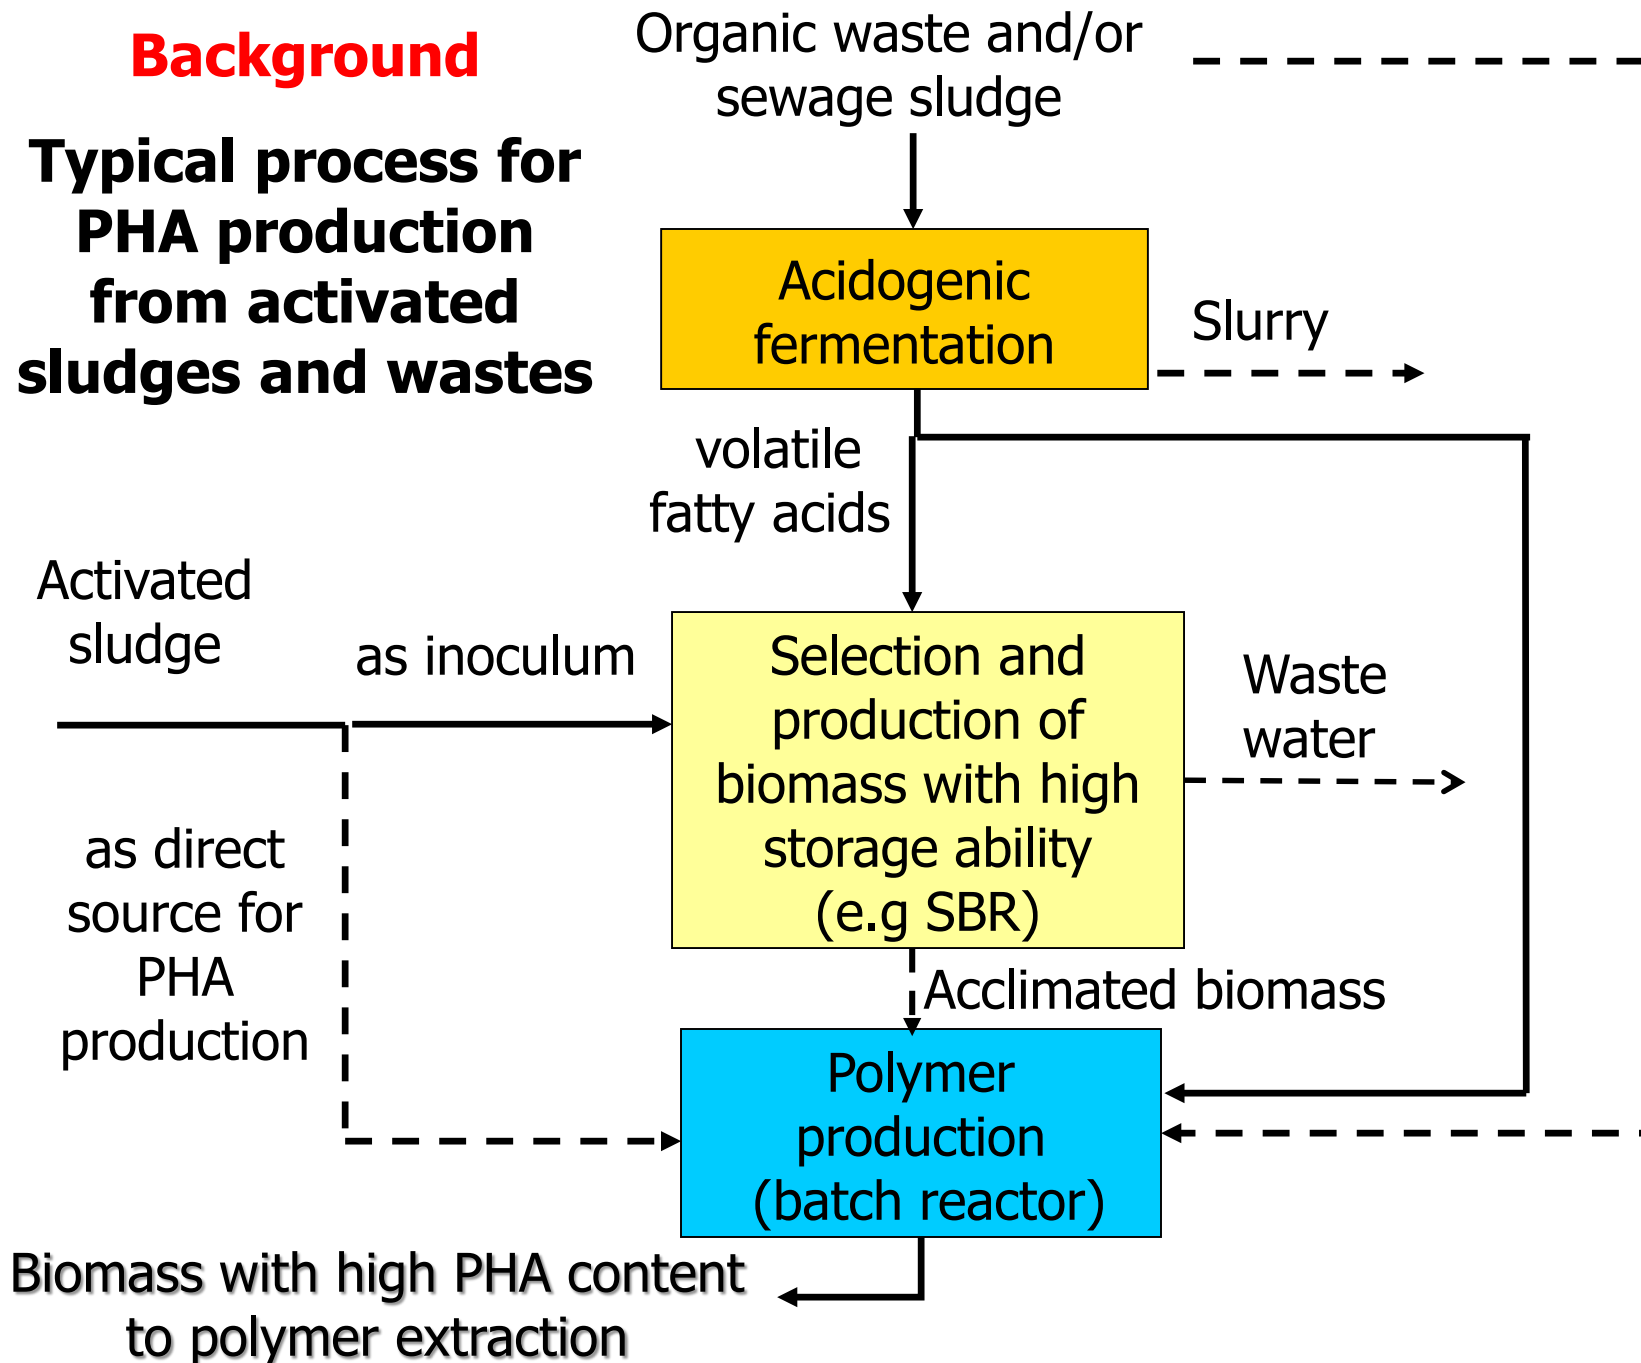 Background
Typical process for
PHA production
from activated
sludges and wastes
Organic waste and/or
sewage sludge
Acidogenic
fermentation
Slurry
volatile
fatty acids
Activated
sludge
as inoculum
Selection and
production of
biomass with high
storage ability
(e.g SBR)
Waste
water
as direct
source for
PHA
production
Acclimated biomass
Polymer
production
(batch reactor)
Biomass with high PHA content
to polymer extraction